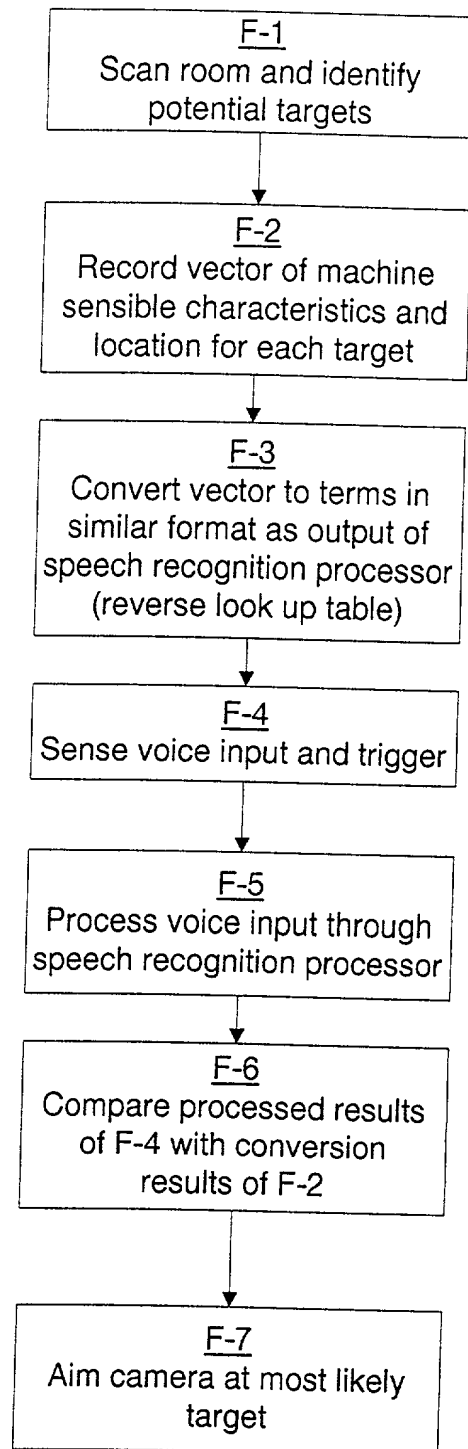 F-1
Scan room and identify
potential targets
F-2
Record vector of machine
sensible characteristics and
location for each target
F-3
Convert vector to terms in
similar format as output of
speech recognition processor
(reverse look up table)
F-4
Sense voice input and trigger
F-5
Process voice input through
speech recognition processor
F-6
Compare processed results
of F-4 with conversion
results of F-2
F-7
Aim camera at most likely
target